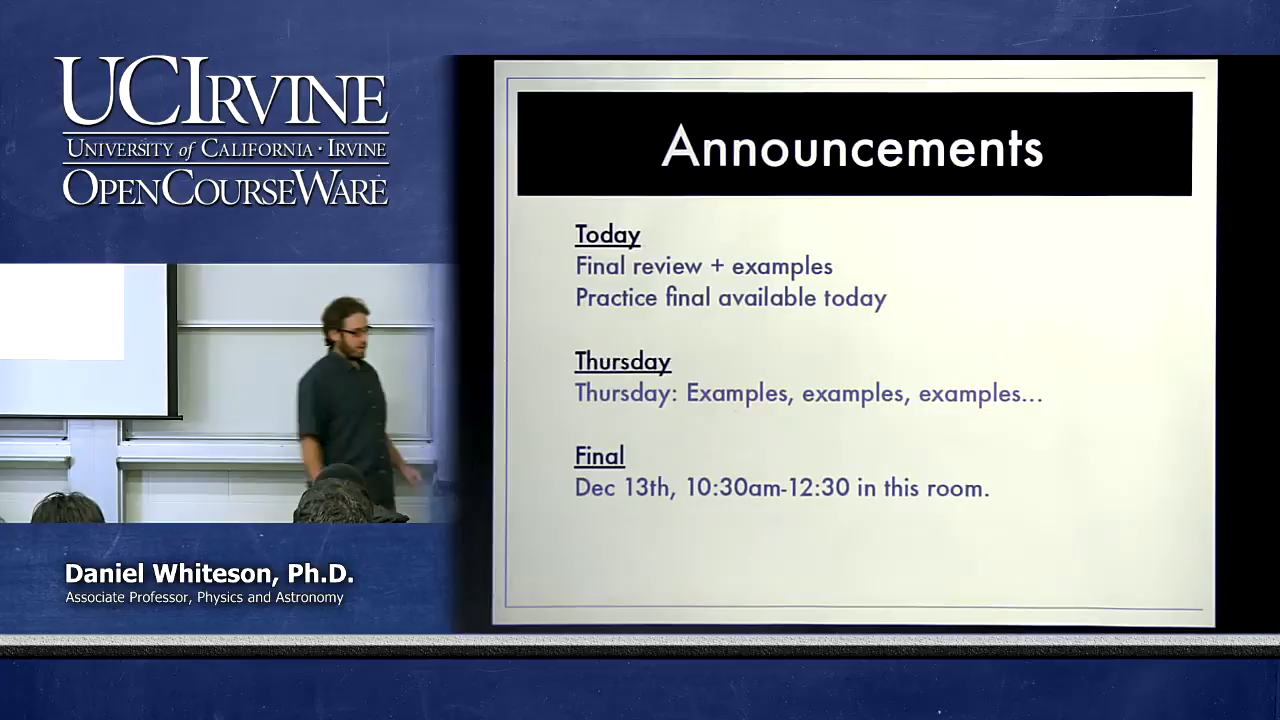 UCIRVINE
UNIVERSITY of CALIFORNIA · IRVINE
OPENCOURSEWARE
Announcements
Today
Final review + examples
Practice final available today
Thursday
Thursday: Examples, examples, examples...
Final
Dec 13th, 10:30am-12:30 in this room.
Daniel Whiteson, Ph.D.
Associate Professor, Physics and Astronomy